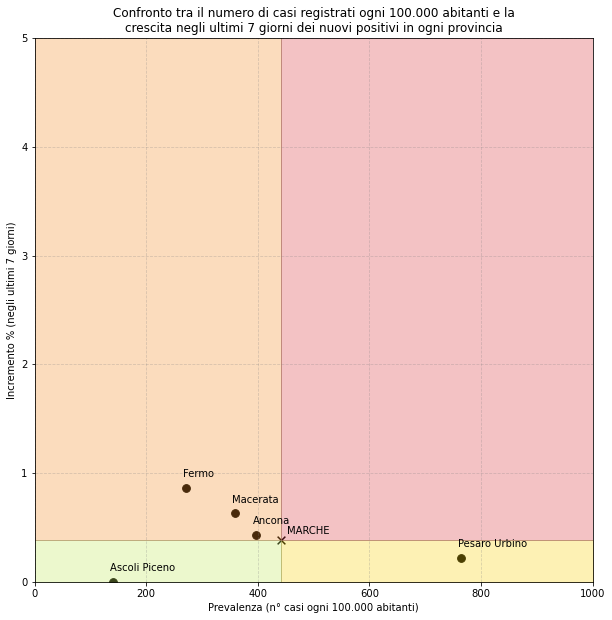 Confronto tra il numero di casi registrati ogni 100.000 abitanti e la
crescita negli ultimi 7 giorni dei nuovi positivi in ogni provincia
5
4
3
2
1
0
Incremento % (negli ultimi 7 giorni)
Fermo
Macerata
Ancona
MARCHE
Pesaro Urbino
Ascoli Piceno
0 200 400 600 800 1000
Prevalenza (n° casi ogni 100.000 abitanti)